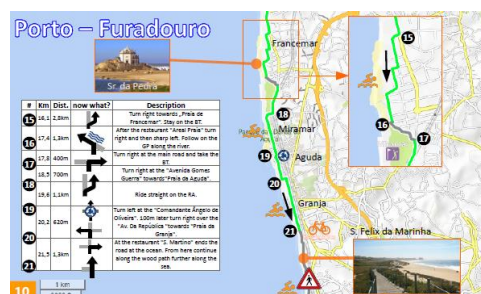 Porto – Furadouro
Sr. da Pedra
# Km Dist. now what? Description
15 16,1 2,8km Turn right towards „Praia de
Francemar". Stay on the BT.
16 17,4 1,3km After the restaurant "Areal Praia" turn
right and than sharp left. Follow on the
GP along the river.
17 17,8 400m Turn right at the main road and take the
BT.
18 18,5 700m Turn right at the "Avenida Gomes
Guerra" towards"Praia da Aguda".
19 19,6 1,1km Ride straight on the RA.
20 20,2 620m Turn left at the "Comandante Ângelo de
Oliveira". 100m later turn right over the
"Av. Da República" towards "Praia de
Granja".
21 21,5 1,3km At the restaurant "S. Martino" ends the
road at the ocean. From here continue
along the wood path further along the
sea.
10
1 km
Francemar
18
Miramar
19
Aguda
20
Granja
21
S. Felix da Marinha
15
16
17